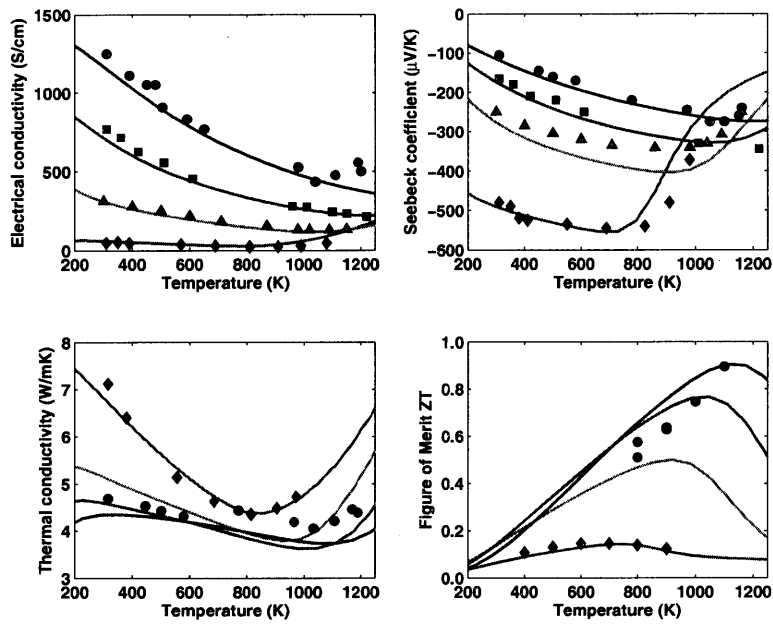 1500
1000
500
0
200 400 600 800 1000 1200
Temperature (K)
Electrical conductivity (S/cm)
0
−100
−200
−300
−400
−500
−600
200 400 600 800 1000 1200
Temperature (K)
Seebeck coefficient (μV/K)
8
7
6
5
4
3
200 400 600 800 1000 1200
Temperature (K)
Thermal conductivity (W/mK)
1.0
0.8
0.6
0.4
0.2
0.0
200 400 600 800 1000 1200
Temperature (K)
Figure of Merit ZT